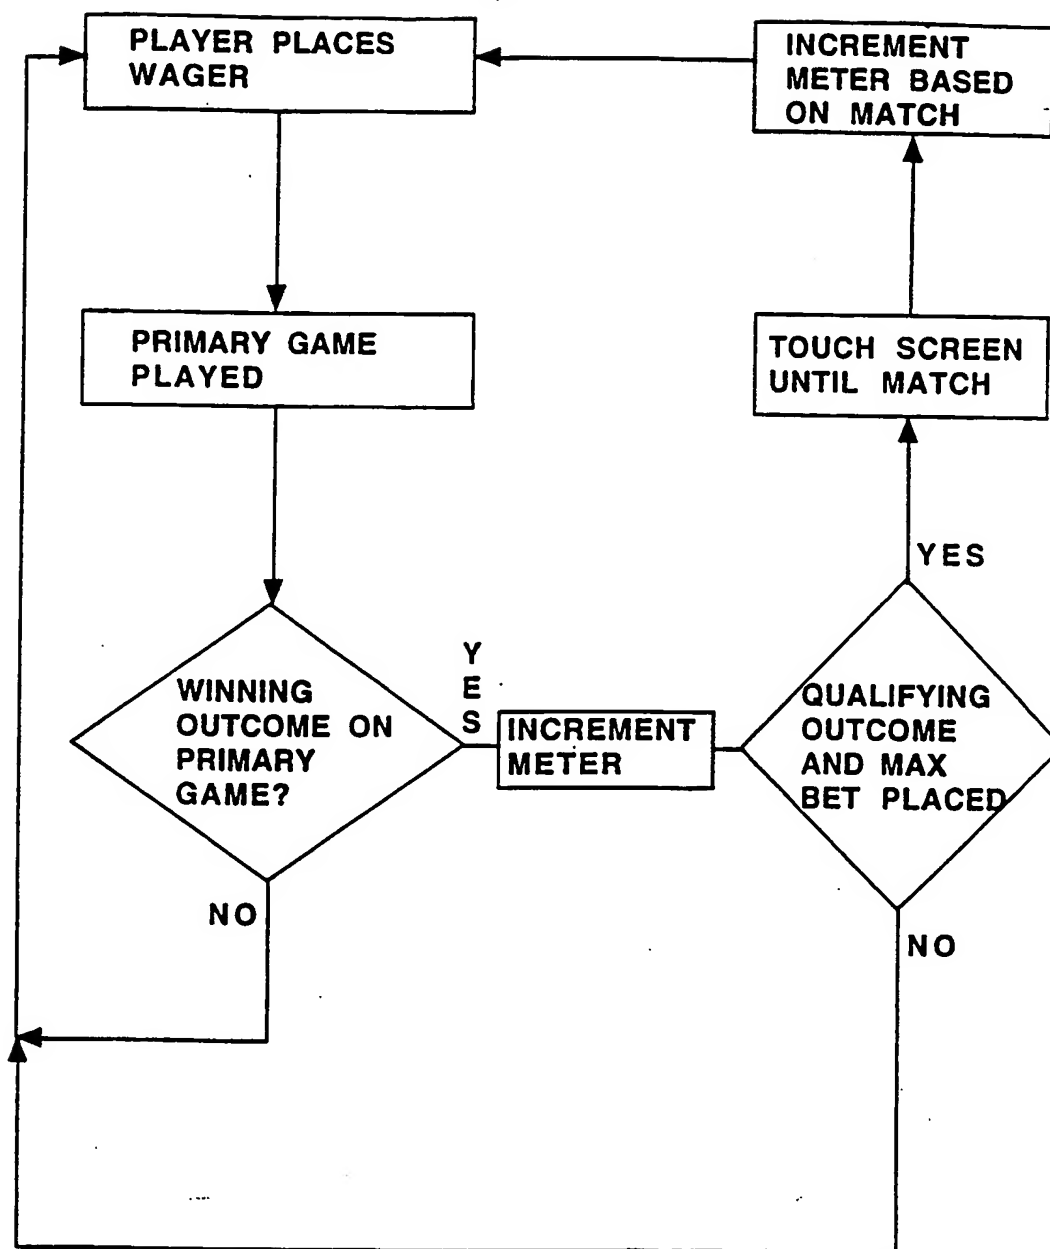 PLAYER PLACES
WAGER
INCREMENT
METER BASED
ON MATCH
PRIMARY GAME
PLAYED
TOUCH SCREEN
UNTIL MATCH
YES
WINNING
OUTCOME ON
PRIMARY
GAME?
YES
INCREMENT
METER
QUALIFYING
OUTCOME
AND MAX
BET PLACED
NO
NO